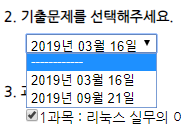 2. 기출문제를 선택해주세요.
2019년 03월 16일
-------------
2019년 03월 16일
2019년 09월 21일
3.
1과목 : 리눅스 실무의